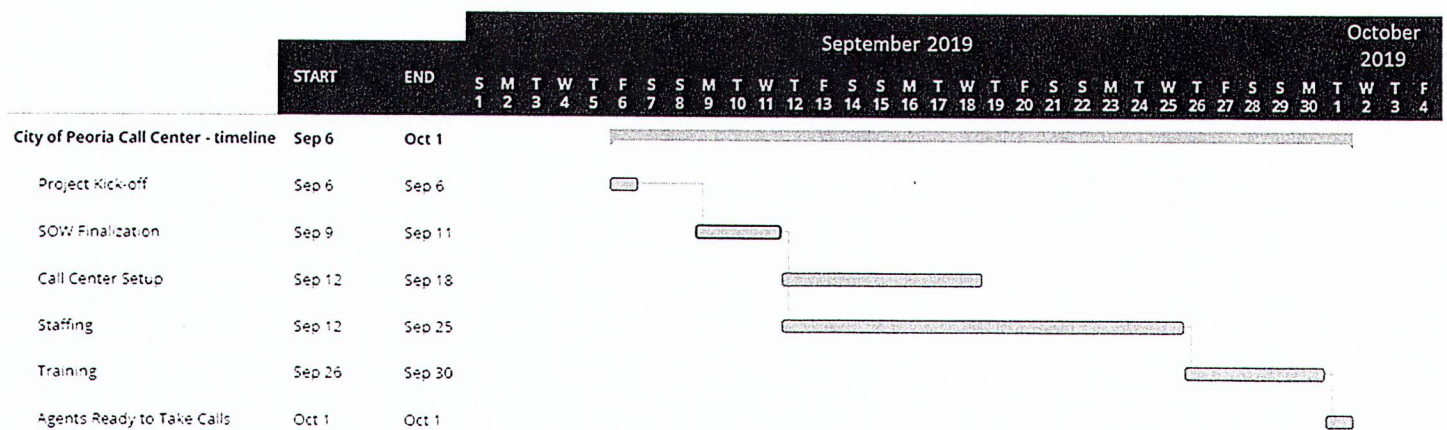 September 2019 October 2019
START END
S M T W T F S S M T W T F S S M T W T F S S M T W T F S S M T W T F
1 2 3 4 5 6 7 8 9 10 11 12 13 14 15 16 17 18 19 20 21 22 23 24 25 26 27 28 29 30 1 2 3 4
City of Peoria Call Center - timeline Sep 6 Oct 1
Project Kick-off Sep 6 Sep 6
SOW Finalization Sep 9 Sep 11
Call Center Setup Sep 12 Sep 18
Staffing Sep 12 Sep 25
Training Sep 26 Sep 30
Agents Ready to Take Calls Oct 1 Oct 1